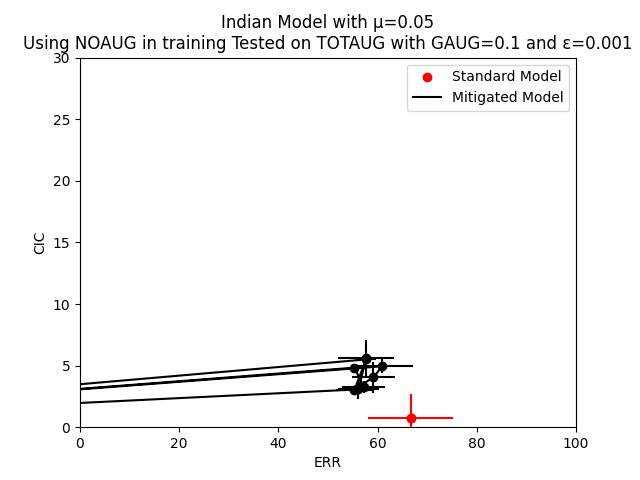 Indian Model with μ=0.05
Using NOAUG in training Tested on TOTAUG with GAUG=0.1 and ε=0.001
Standard Model
Mitigated Model
CIC
30
25
20
15
10
5
0
0 20 40 60 80 100
ERR